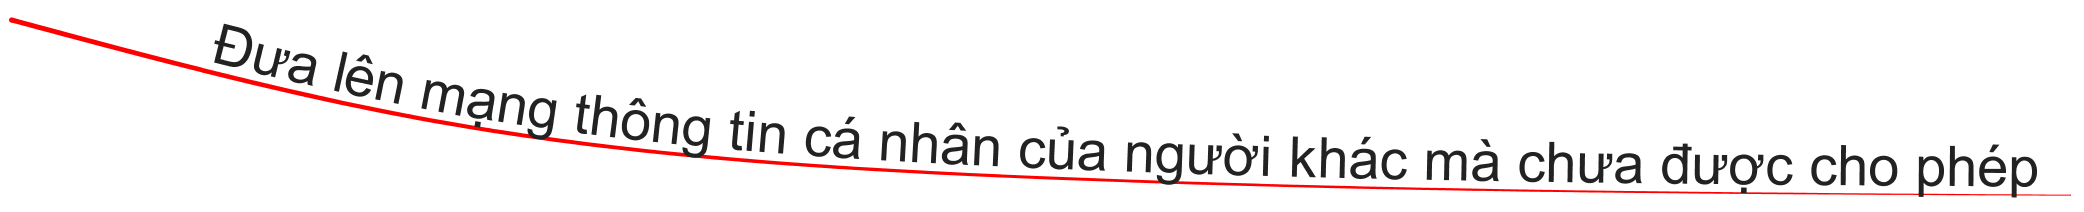 Đưa lên mạng thông tin cá nhân của người khác mà chưa được cho phép